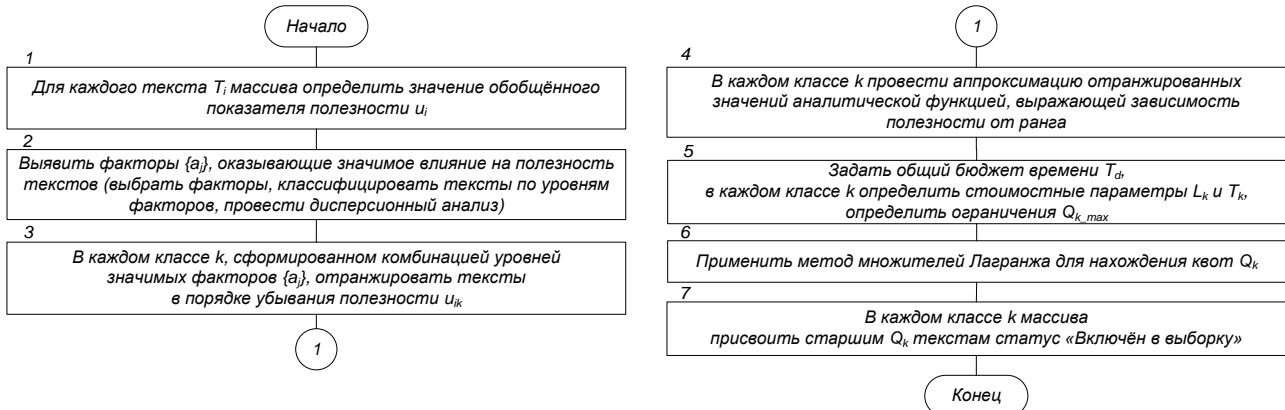 Начало
1
Для каждого текста Ti массива определить значение обобщённого
показателя полезности ui
2
Выявить факторы {aj}, оказывающие значимое влияние на полезность
текстов (выбрать факторы, классифицировать тексты по уровням
факторов, провести дисперсионный анализ)
3
В каждом классе k, сформированном комбинацией уровней
значимых факторов {aj}, отранжировать тексты
в порядке убывания полезности uik
1
1
4
В каждом классе k провести аппроксимацию отранжированных
значений аналитической функцией, выражающей зависимость
полезности от ранга
5
Задать общий бюджет времени Td,
в каждом классе k определить стоимостные параметры Lk и Tk,
определить ограничения Qk_max
6
Применить метод множителей Лагранжа для нахождения квот Qk
7
В каждом классе k массива
присвоить старшим Qk текстам статус «Включён в выборку»
Конец